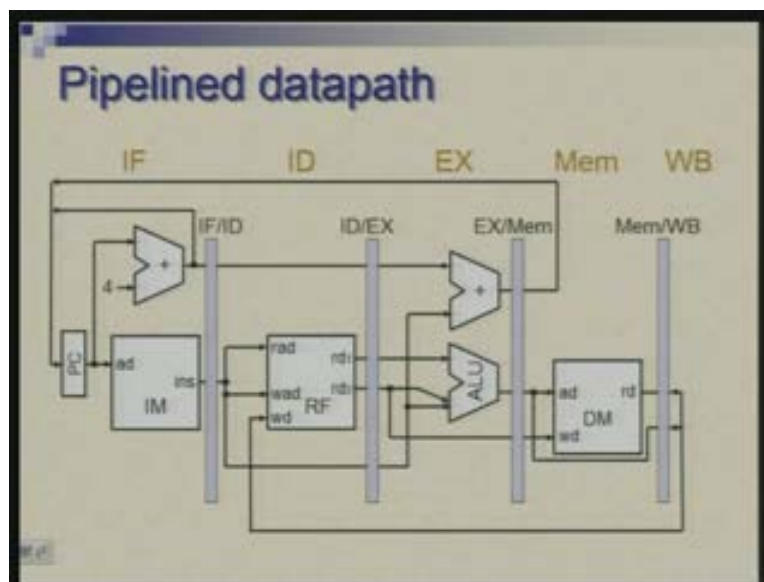 Pipelined datapath
IF ID EX Mem WB
IF/ID ID/EX EX/Mem Mem/WB
+
4
+
PC
ad
ins
IM
rad
wad
wd
rd1
rd2
RF
ALU
ad
rd
wd
DM